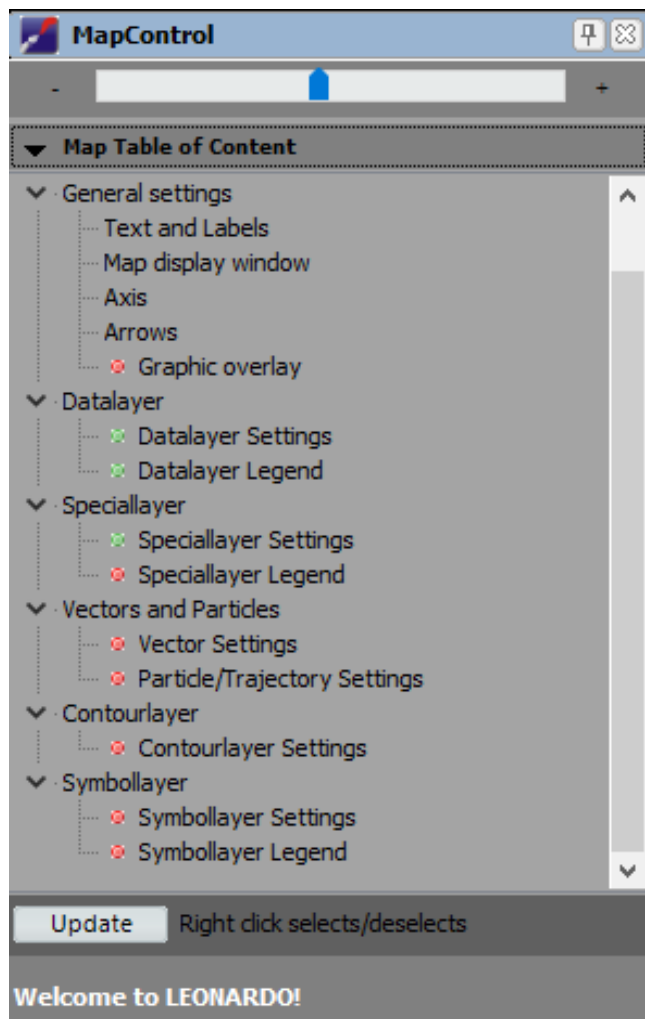 MapControl
- +
Map Table of Content
General settings
Text and Labels
Map display window
Axis
Arrows
Graphic overlay
Datalayer
Datalayer Settings
Datalayer Legend
Speciallayer
Speciallayer Settings
Speciallayer Legend
Vectors and Particles
Vector Settings
Particle/Trajectory Settings
Contourlayer
Contourlayer Settings
Symbollayer
Symbollayer Settings
Symbollayer Legend
Update Right click selects/deselects
Welcome to LEONARDO!